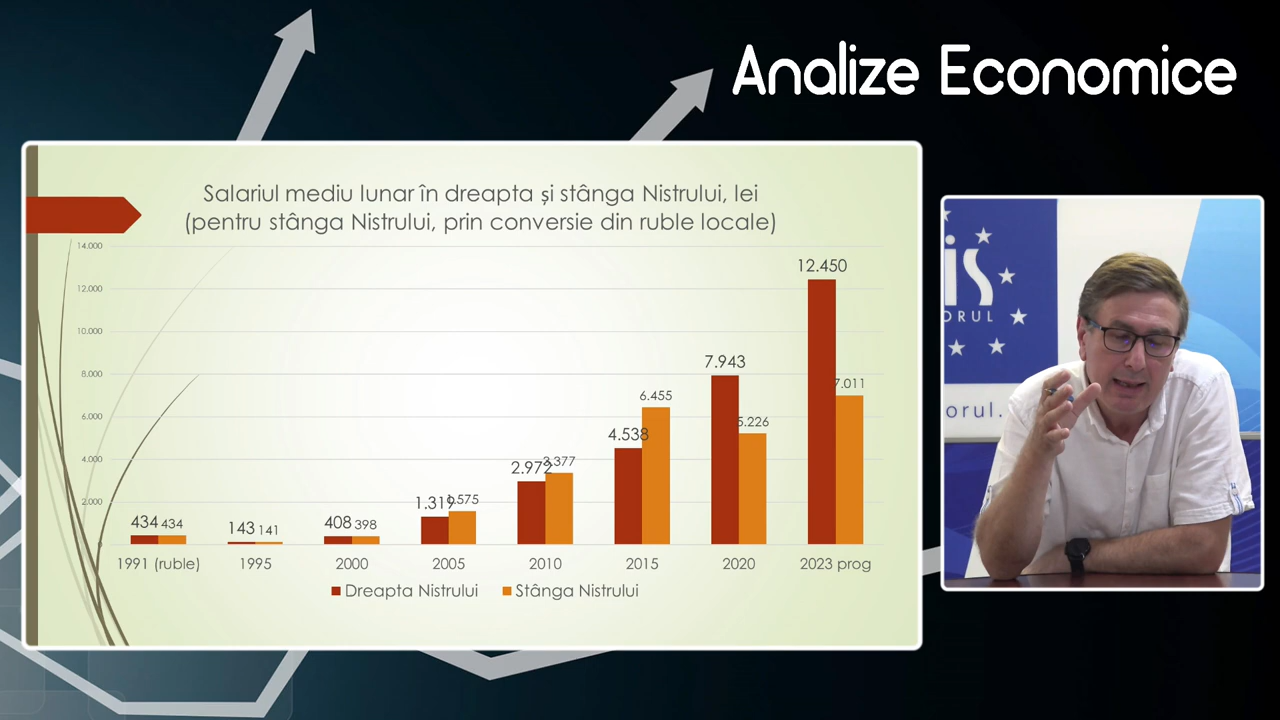 Analize Economice
Salariul mediu lunar în dreapta și stânga Nistrului, lei
(pentru stânga Nistrului, prin conversie din ruble locale)
14.000
12.000
10.000
8.000
6.000
4.000
2.000
434 434
143 141
408 398
1.319 1.575
2.972 3.377
4.538 6.455
7.943 5.226
12.450 7.011
1991 (ruble) 1995 2000 2005 2010 2015 2020 2023 prog
Dreapta Nistrului Stânga Nistrului
is
ORUL
orul.